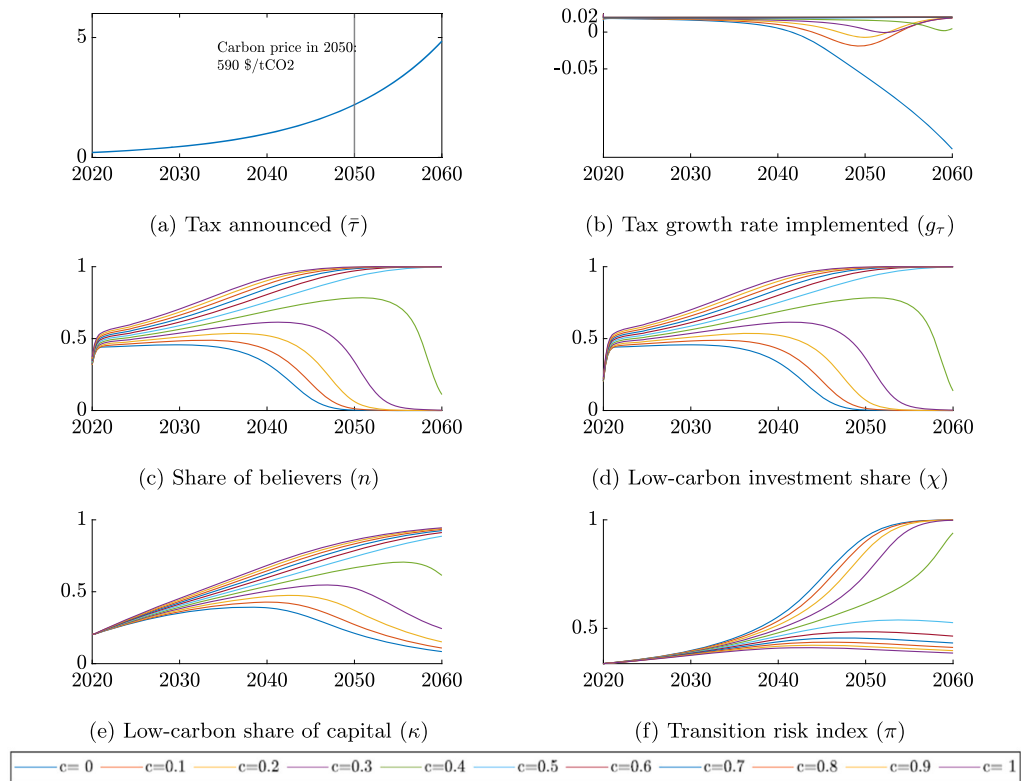 5
0
Carbon price in 2050:
590 $/tCO2
2020 2030 2040 2050 2060
(a) Tax announced (τ̄)
0.02
0
-0.05
2020 2030 2040 2050 2060
(b) Tax growth rate implemented (gτ)
1
0.5
0
2020 2030 2040 2050 2060
(c) Share of believers (n)
1
0.5
0
2020 2030 2040 2050 2060
(d) Low-carbon investment share (χ)
1
0.5
0
2020 2030 2040 2050 2060
(e) Low-carbon share of capital (κ)
1
0.5
2020 2030 2040 2050 2060
(f) Transition risk index (π)
c= 0 c=0.1 c=0.2 c=0.3 c=0.4 c=0.5 c=0.6 c=0.7 c=0.8 c=0.9 c= 1